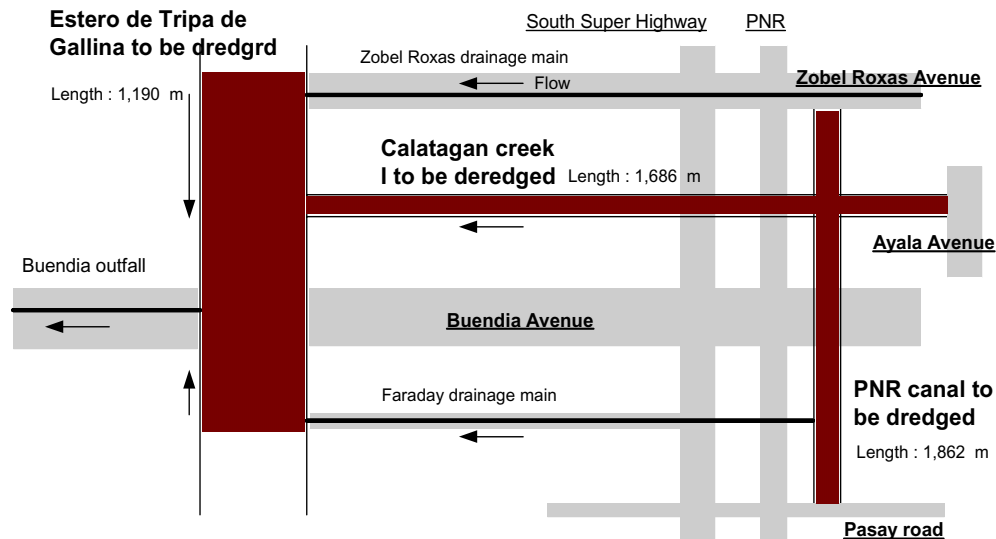 Estero de Tripa de
Gallina to be dredgrd
Length : 1,190 m
South Super Highway
PNR
Zobel Roxas drainage main
Flow
Zobel Roxas Avenue
Calatagan creek
I to be deredged
Length : 1,686 m
Ayala Avenue
Buendia outfall
Buendia Avenue
Faraday drainage main
PNR canal to
be dredged
Length : 1,862 m
Pasay road